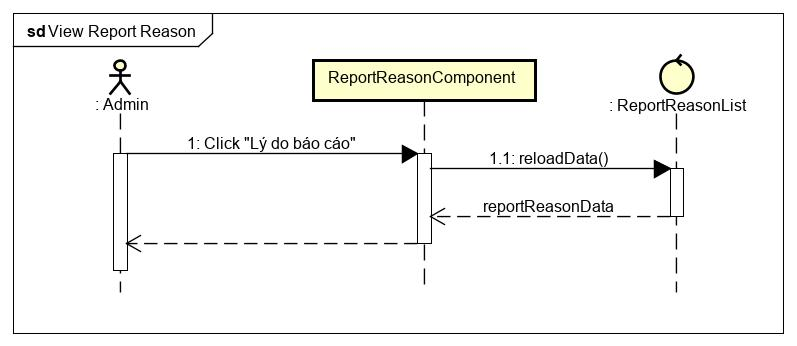 sd View Report Reason
: Admin
ReportReasonComponent
: ReportReasonList
1: Click "Lý do báo cáo"
1.1: reloadData()
reportReasonData